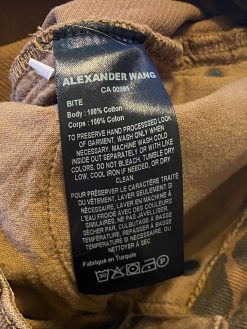 ALEXANDER WANG
CA 00985
BITE
Body : 100% Cotton
Corps : 100% Coton
TO PRESERVE HAND PROCESSED LOOK
OF GARMENT, WASH ONLY WHEN
NECESSARY. MACHINE WASH COLD
INSIDE OUT SEPARATELY OR WITH LIKE
COLORS, DO NOT BLEACH, TUMBLE DRY
LOW, COOL IRON IF NEEDED, OR DRY
CLEAN
POUR PRÉSERVER LE CARACTÈRE TRAITÉ
DU VÊTEMENT, LAVER SEULEMENT SI
NÉCESSAIRE. LAVER À LA MACHINE À
L'EAU FROIDE AVEC DES COULEURS
SIMILAIRES, NE PAS JAVELLISER,
SÉCHER PAR CULBUTAGE À BASSE
TEMPÉRATURE, REPASSER À BASSE
TEMPÉRATURE SI NÉCESSAIRE, OU
NETTOYER À SEC
Fabriqué en Turquie